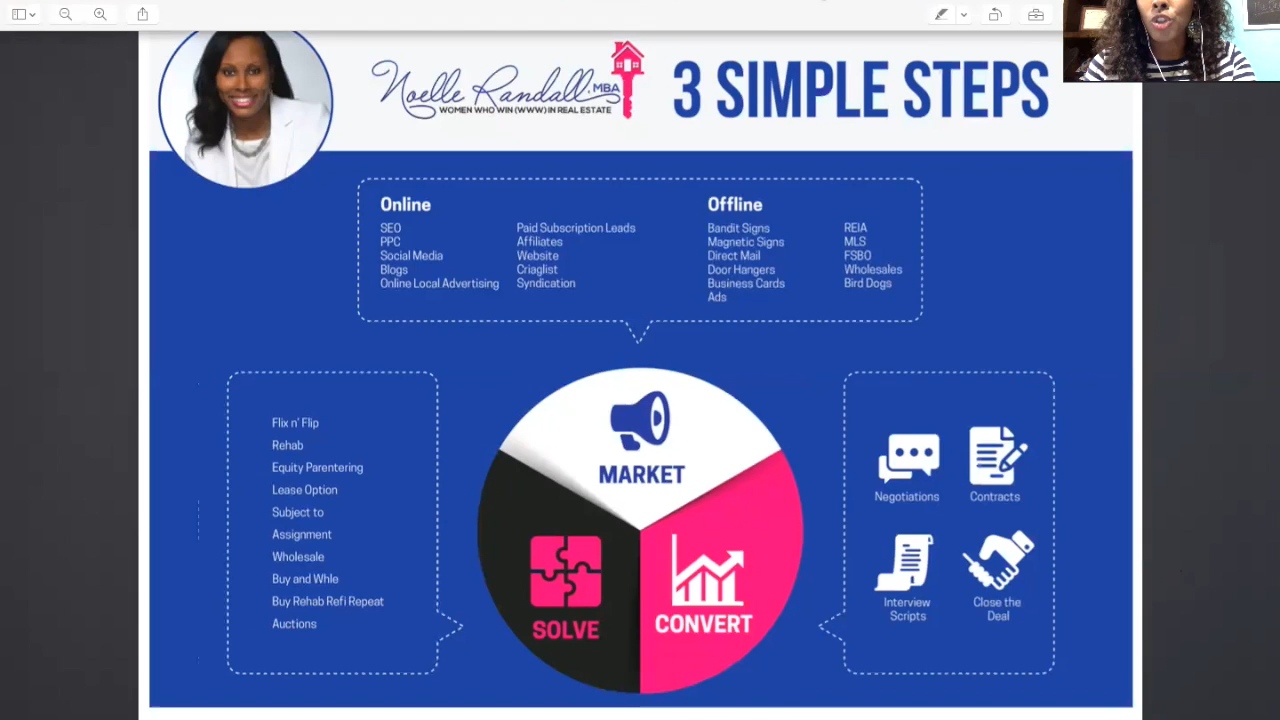 Noelle Randall, MBA
WOMEN WHO WIN (WWW) IN REAL ESTATE
3 SIMPLE STEPS
Online
SEO
PPC
Social Media
Blogs
Online Local Advertising
Paid Subscription Leads
Affiliates
Website
Criaglist
Syndication
Offline
Bandit Signs
Magnetic Signs
Direct Mail
Door Hangers
Business Cards
Ads
REIA
MLS
FSBO
Wholesales
Bird Dogs
Flix n' Flip
Rehab
Equity Parentering
Lease Option
Subject to
Assignment
Wholesale
Buy and Whle
Buy Rehab Refi Repeat
Auctions
MARKET
SOLVE
CONVERT
Negotiations
Contracts
Interview
Scripts
Close the
Deal